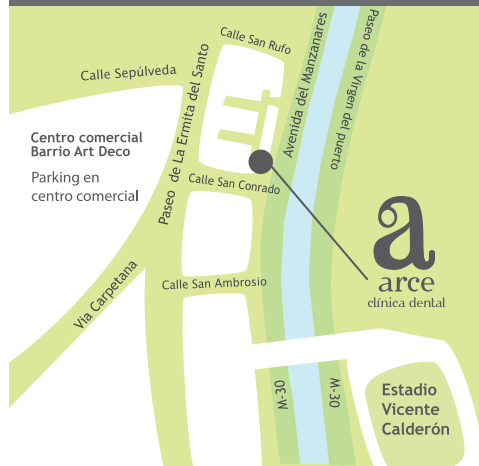 Calle San Rufo
Calle Sepúlveda
Paseo de La Ermita del Santo
Avenida del Manzanares
Paseo de la Virgen del puerto
Centro comercial
Barrio Art Deco
Parking en
centro comercial
Calle San Conrado
a
arce
clínica dental
Via Carpetana
Calle San Ambrosio
M-30
M-30
Estadio
Vicente
Calderón